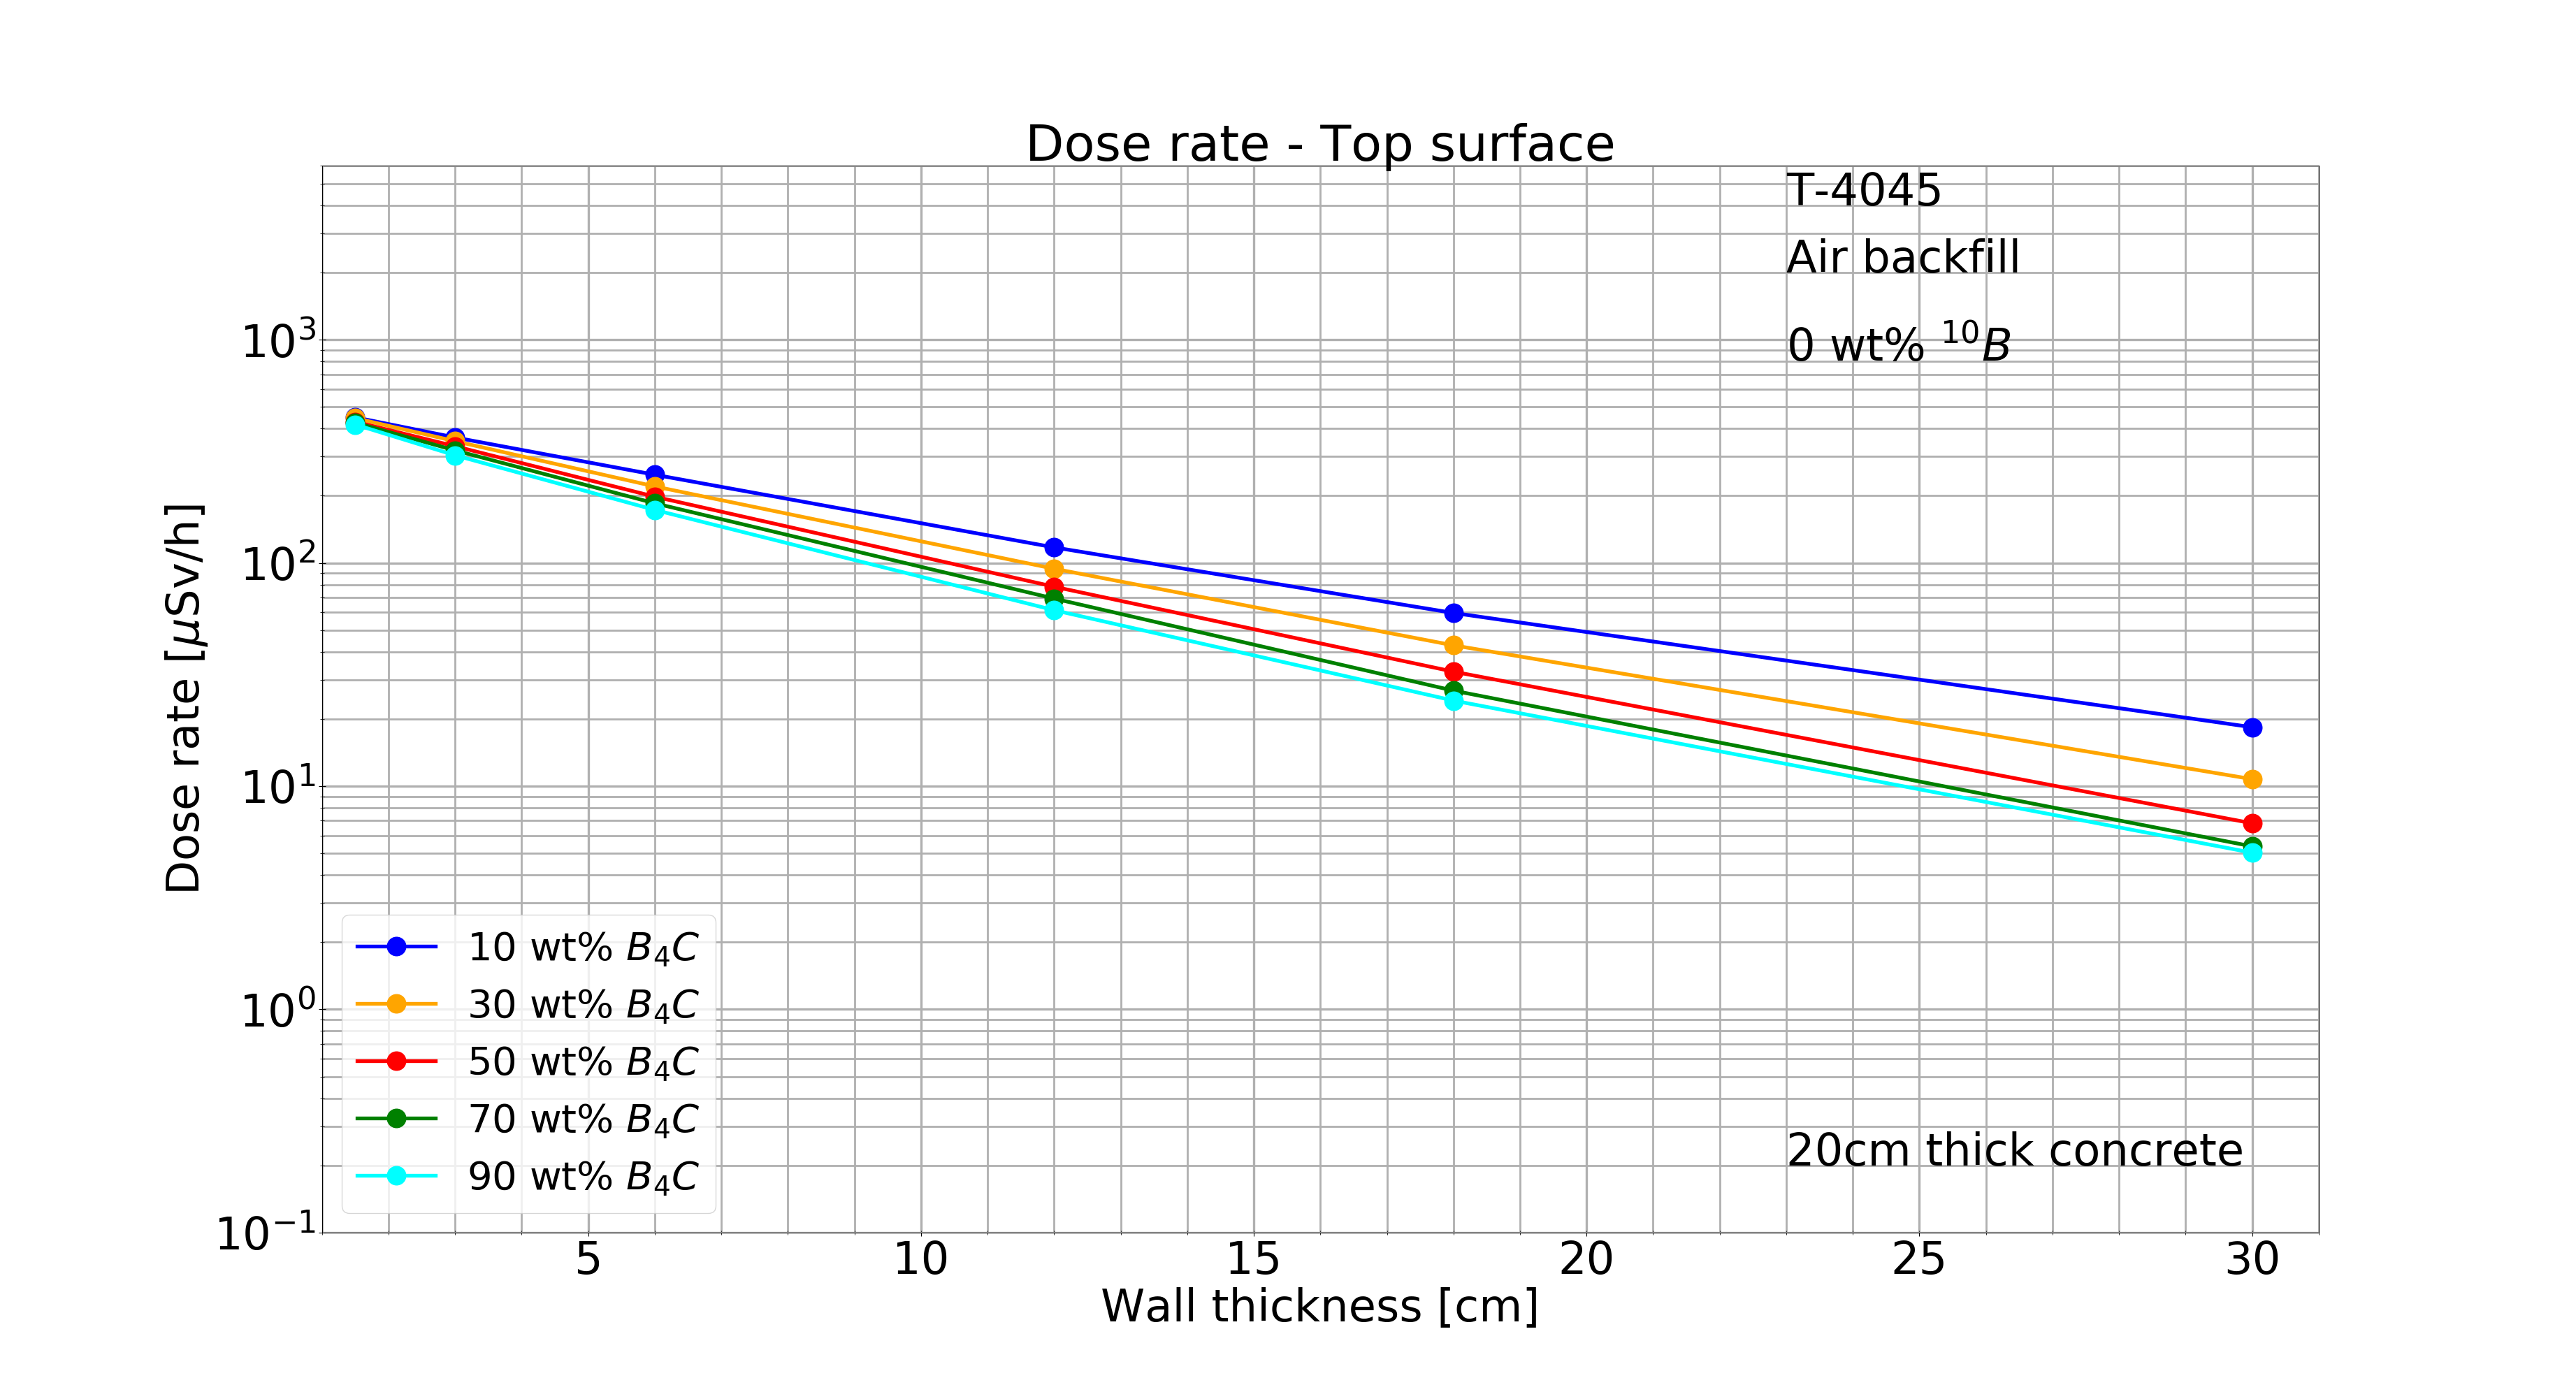 Dose rate - Top surface
T-4045
Air backfill
0 wt% ¹⁰B
10³
10²
10¹
10⁰
10⁻¹
Dose rate [μSv/h]
10 wt% B₄C
30 wt% B₄C
50 wt% B₄C
70 wt% B₄C
90 wt% B₄C
20cm thick concrete
5 10 15 20 25 30
Wall thickness [cm]